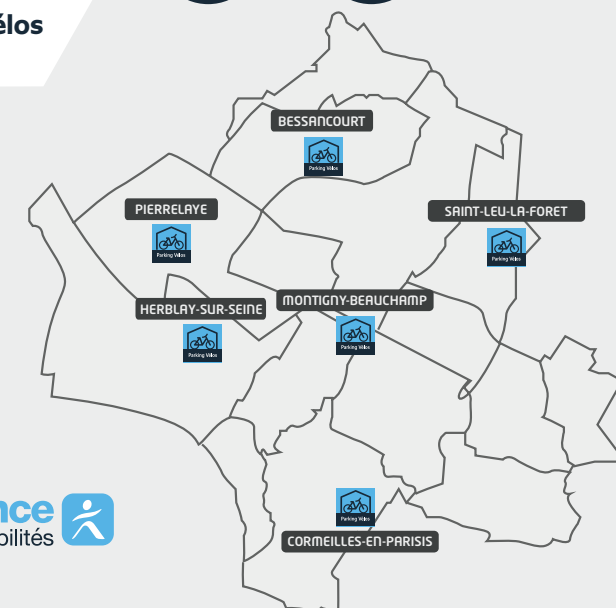 élos
BESSANCOURT
Parking Vélos
PIERRELAYE
Parking Vélos
SAINT-LEU-LA-FORET
Parking Vélos
HERBLAY-SUR-SEINE
Parking Vélos
MONTIGNY-BEAUCHAMP
Parking Vélos
Parking Vélos
CORMEILLES-EN-PARISIS
nce
bilités